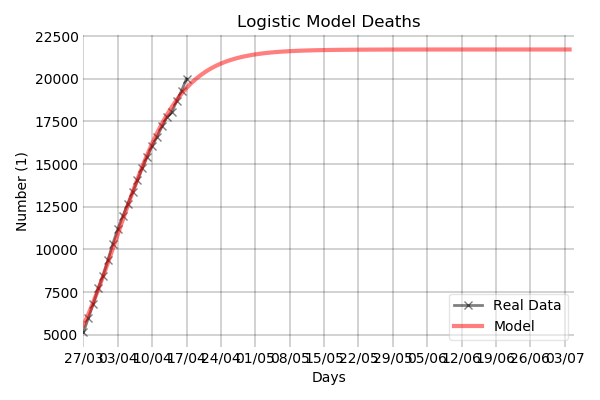 Logistic Model Deaths
22500
20000
17500
15000
12500
10000
7500
5000
Number (1)
Real Data
Model
27/03 03/04 10/04 17/04 24/04 01/05 08/05 15/05 22/05 29/05 05/06 12/06 19/06 26/06 03/07
Days